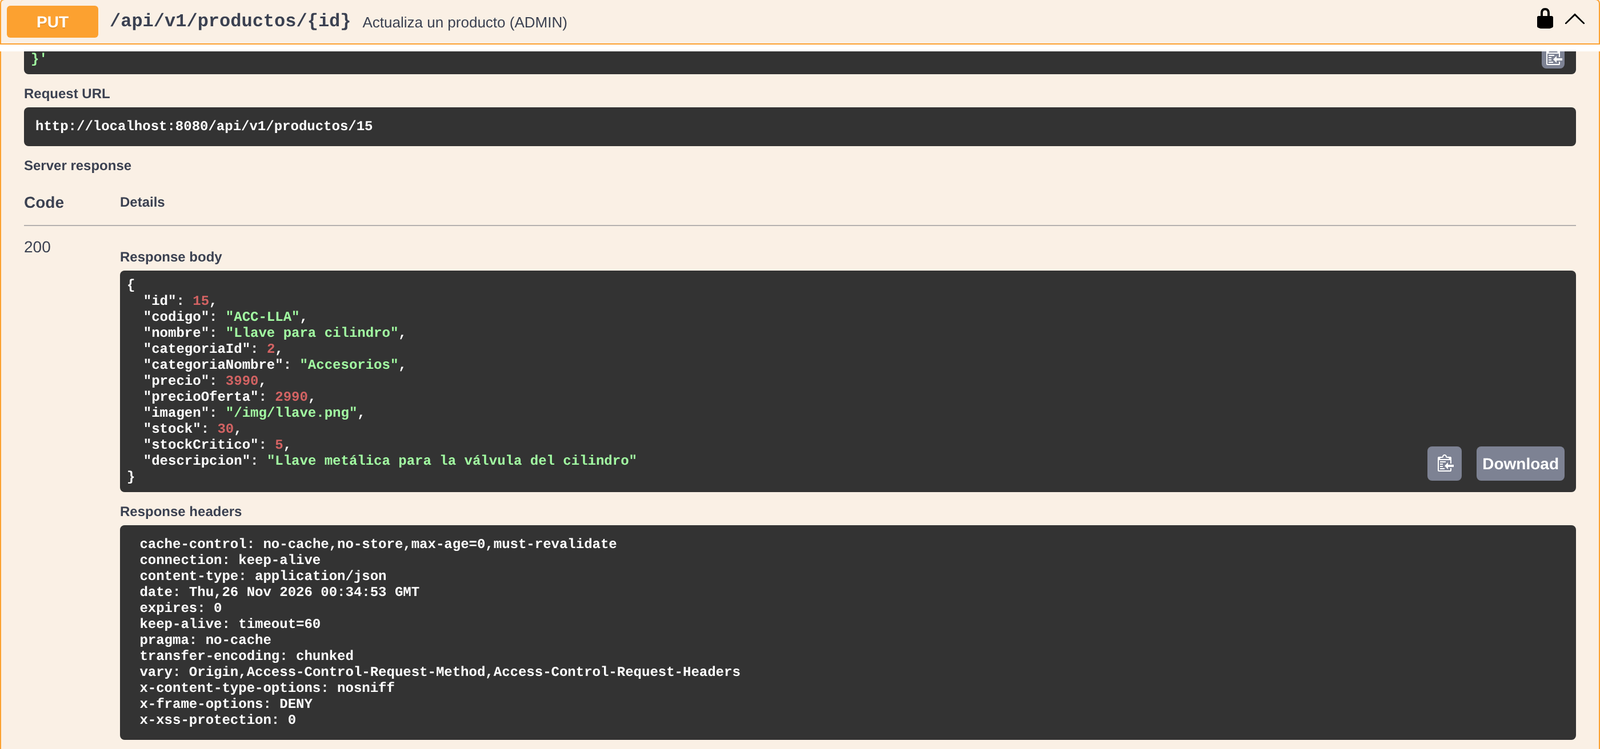 PUT /api/v1/productos/{id} Actualiza un producto (ADMIN)
}'
Request URL
http://localhost:8080/api/v1/productos/15
Server response
Code Details
200
Response body
{
  "id": 15,
  "codigo": "ACC-LLA",
  "nombre": "Llave para cilindro",
  "categoriaId": 2,
  "categoriaNombre": "Accesorios",
  "precio": 3990,
  "precioOferta": 2990,
  "imagen": "/img/llave.png",
  "stock": 30,
  "stockCritico": 5,
  "descripcion": "Llave metálica para la válvula del cilindro"
}
Download
Response headers
cache-control: no-cache,no-store,max-age=0,must-revalidate
connection: keep-alive
content-type: application/json
date: Thu,26 Nov 2026 00:34:53 GMT
expires: 0
keep-alive: timeout=60
pragma: no-cache
transfer-encoding: chunked
vary: Origin,Access-Control-Request-Method,Access-Control-Request-Headers
x-content-type-options: nosniff
x-frame-options: DENY
x-xss-protection: 0